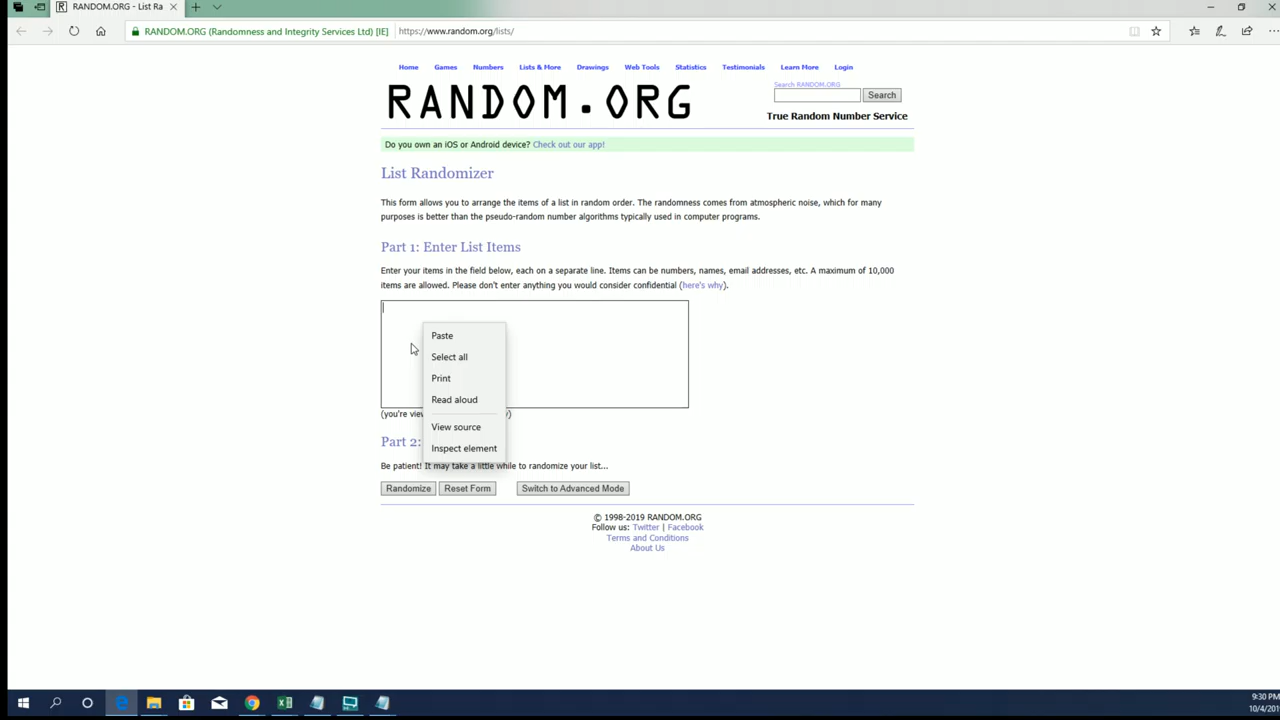 RANDOM.ORG - List Ra
RANDOM.ORG (Randomness and Integrity Services Ltd) [IE] https://www.random.org/lists/
Home Games Numbers Lists & More Drawings Web Tools Statistics Testimonials Learn More Login
RANDOM.ORG
Search RANDOM.ORG
Search
True Random Number Service
Do you own an iOS or Android device? Check out our app!
List Randomizer
This form allows you to arrange the items of a list in random order. The randomness comes from atmospheric noise, which for many
purposes is better than the pseudo-random number algorithms typically used in computer programs.
Part 1: Enter List Items
Enter your items in the field below, each on a separate line. Items can be numbers, names, email addresses, etc. A maximum of 10,000
items are allowed. Please don't enter anything you would consider confidential (here's why).
Paste
Select all
Print
Read aloud
View source
Inspect element
(you're
Part 2:
Be patient! It may take a little while to randomize your list...
Randomize Reset Form Switch to Advanced Mode
© 1998-2019 RANDOM.ORG
Follow us: Twitter | Facebook
Terms and Conditions
About Us
9:30 PM
10/4/